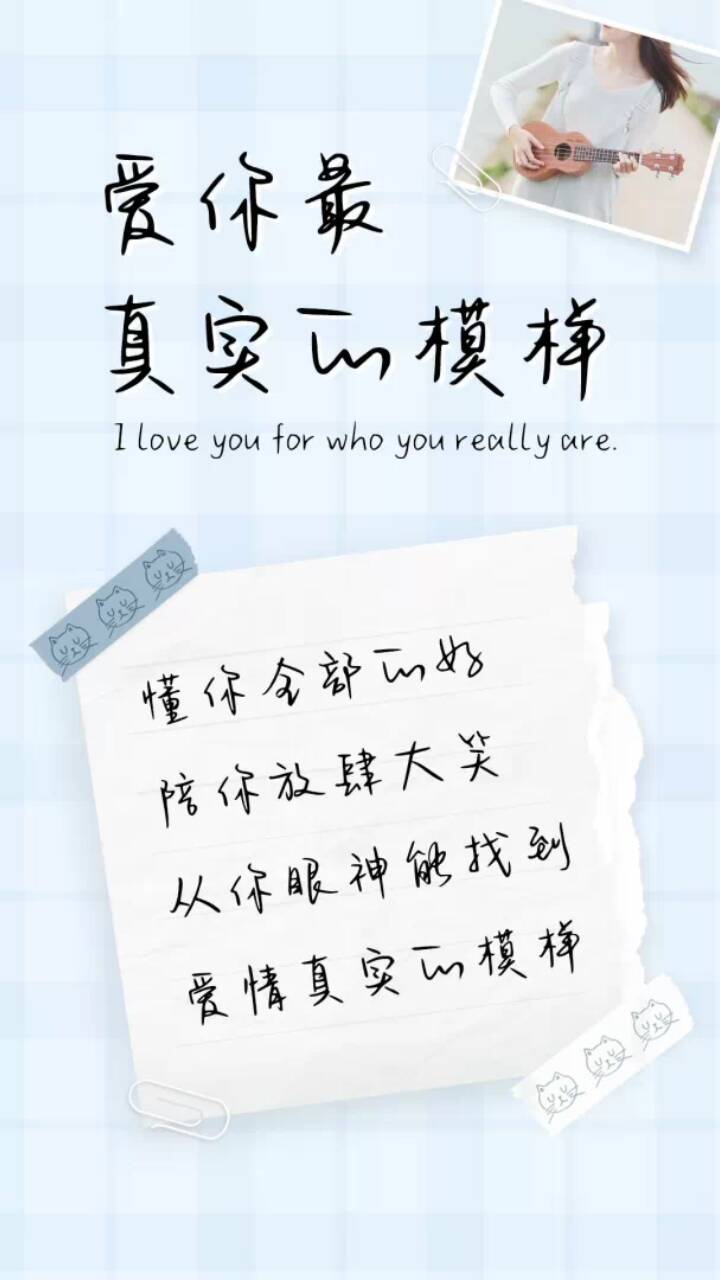 爱你最
真实的模样
I love you for who you really are.
懂你全部的好
陪你放肆大笑
从你眼神能找到
爱情真实的模样